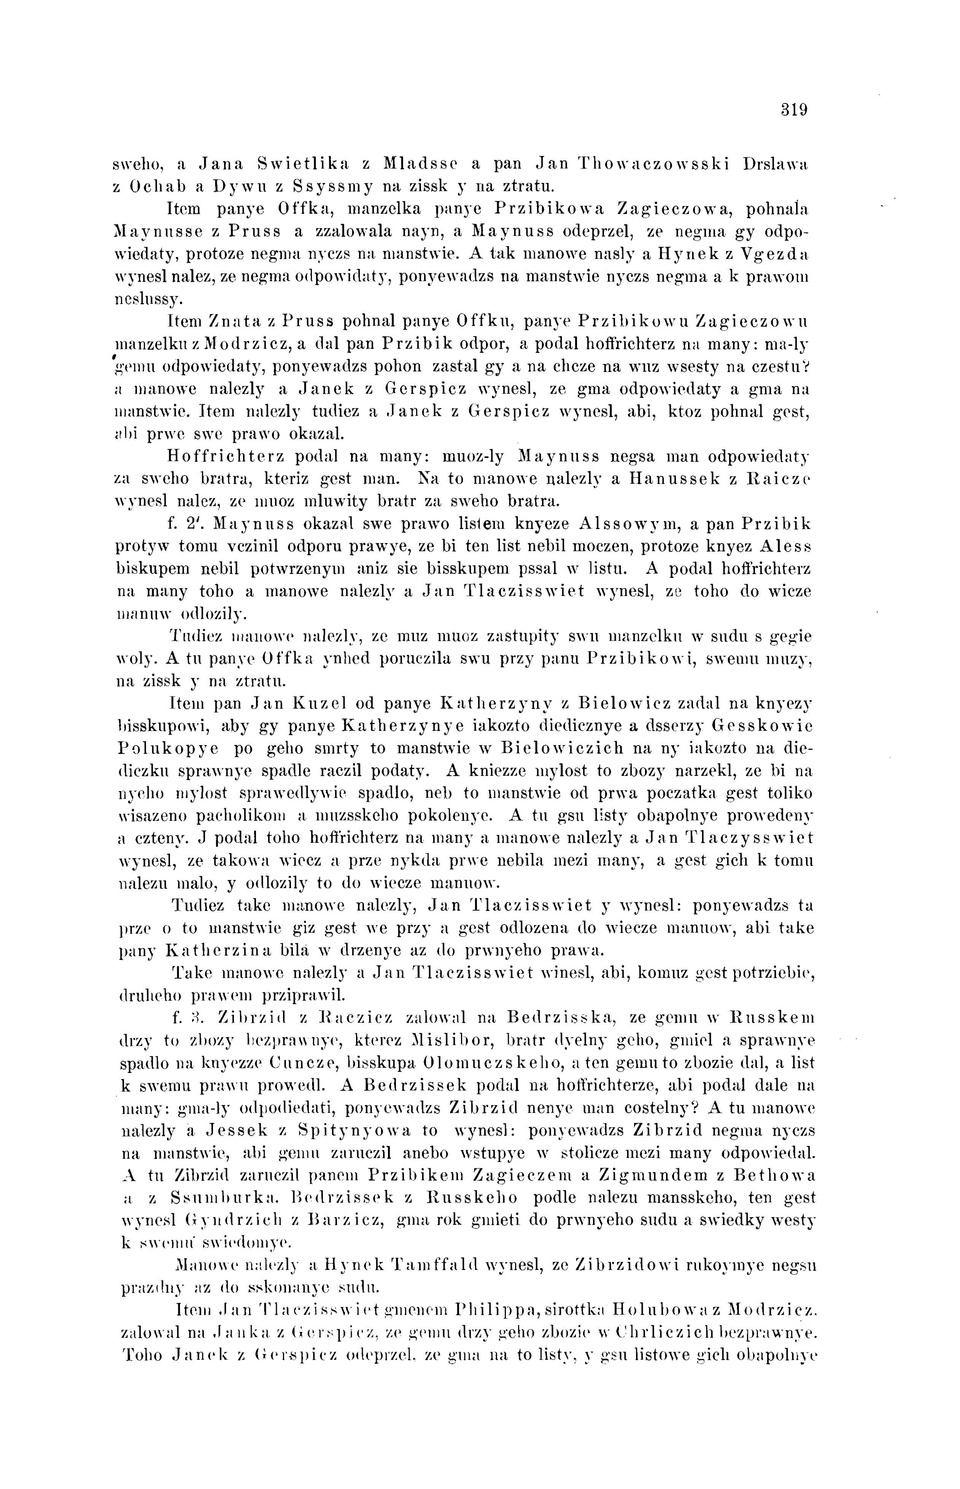 319
sweho, a Jana Swietlika z Mladsse a pan Jan Thowaczowsski Drslawa
z Ochab a Dywu z Ssyssmy na zissk y na ztratu.
Item panye Offka, manzelka panye Przibikowa Zagieczowa, pohnala
Maynusse z Pruss a zzalowala nayn, a Maynuss odeprzel, ze negma gy odpo-
wiedaty, protoze negma nyczs na manstwie. A tak manowe nasly a Hynek z Vgezda
wynesl nalez, ze negma odpowidaty, ponyewadzs na manstwie nyczs negma a k prawom
neslussy.
Item Znata z Pruss pohnal panye Offku, panye Przibikowu Zagieczowu
manzelku z Modrzicz, a dal pan Przibik odpor, a podal hoffrichterz na many: ma-ly
gemu odpowiedaty, ponyewadzs pohon zastal gy a na chcze na wuz wsesty na czestu?
a manowe nalezly a Janek z Gerspicz wynesl, ze gma odpowiedaty a gma na
manstwie. Item nalezly tudiez a Janek z Gerspicz wynesl, abi, ktoz pohnal gest,
abi prwe swe prawo okazal.
Hoffrichterz podal na many: muoz-ly Maynuss negsa man odpowiedaty
za sweho bratra, kteriz gest man. Na to manowe nalezly a Hanussek z Raicze
wynesl nalez, ze muoz mluwity bratr za sweho bratra.
f. 2'. Maynuss okazal swe prawo listem knyeze Alssowym, a pan Przibik
protyw tomu vczinil odporu prawye, ze bi ten list nebil moczen, protoze knyez Aless
biskupem nebil potwrzenym aniz sie bisskupem pssal w listu. A podal hoffrichterz
na many toho a manowe nalezly a Jan Tlaczisswiet wynesl, ze toho do wicze
manuw odlozily.
Tudiez manowe nalezly, ze muz muoz zastupity swu manzelku w sudu s gegie
woly. A tu panye Offka ynhed poruczila swu przy panu Przibikowi, swemu muzy,
na zissk y na ztratu.
Item pan Jan Kuzel od panye Katherzyny z Bielowicz zadal na knyezy
bisskupowi, aby gy panye Katherzynye iakozto diedicznye a dsserzy Gesskowie
Polukopye po geho smrty to manstwie w Bielowiczich na ny iakozto na die-
diczku sprawnye spadle raczil podaty. A kniezze mylost to zbozy narzekl, ze bi na
nyeho mylost sprawedlywie spadlo, neb to manstwie od prwa poczatka gest toliko
wisazeno pacholikom a muzsskeho pokolenye. A tu gsu listy obapolnye prowedeny
a czteny. J podal toho hoffrichterz na many a manowe nalezly a Jan Tlaczysswiet
wynesl, ze takowa wiecz a prze nykda prwe nebila mezi many, a gest gich k tomu
nalezu malo, y odlozily to do wiecze manuow.
Tudiez take manowe nalezly, Jan Tlaczisswiet y wynesl: ponyewadzs ta
prze o to manstwie giz gest we przy a gest odlozena do wiecze manuow, abi take
pany Katherzina bila w drzenye az do prwnyeho prawa.
Take manowe nalezly a Jan Tlaczisswiet winesl, abi, komuz gest potrziebie,
druheho prawem prziprawil.
f. 3. Zibrzid z Raczicz zalowal na Bedrzisska, ze gemu w Russkem
drzy to zbozy bezprawnye, kterez Mislibor, bratr dyelny geho, gmiel a sprawnye
spadlo na knyezze Cuncze, bisskupa Olomuczskeho, a ten gemu to zbozie dal, a list
k swemu prawu prowedl. A Bedrzissek podal na hoffrichterze, abi podal dale na
many: gma-ly odpodiedati, ponyewadzs Zibrzid nenye man costelny? A tu manowe
nalezly a Jessek z Spitynyowa to wynesl: ponyewadzs Zibrzid negma nyczs
na manstwie, abi gemu zaruczil anebo wstupye w stolicze mezi many odpowiedal.
A tu Zibrzid zaruczil panem Przibikem Zagieczem a Zigmundem z Bethowa
a z Ssumburka. Bedrzissek z Russkeho podle nalezu mansskeho, ten gest
wynesl Gyndrzich z Barzicz, gma rok gmieti do prwnyeho sudu a swiedky westy
k swemu swiedomye.
Manowe nalezly a Hynek Tamffald wynesl, ze Zibrzidowi rukoymye negsu
prazdny az do sskonanye sudu.
Item Jan Tlaczisswiet gmenem Philippa, sirottka Holubowa z Modrzicz,
zalowal na Janka z Gerspicz, ze gemu drzy geho zbozie w Chrliczich bezprawnye.
Toho Janek z Gerspicz odeprzel, ze gma na to listy, y gsu listowe gich obapolnye